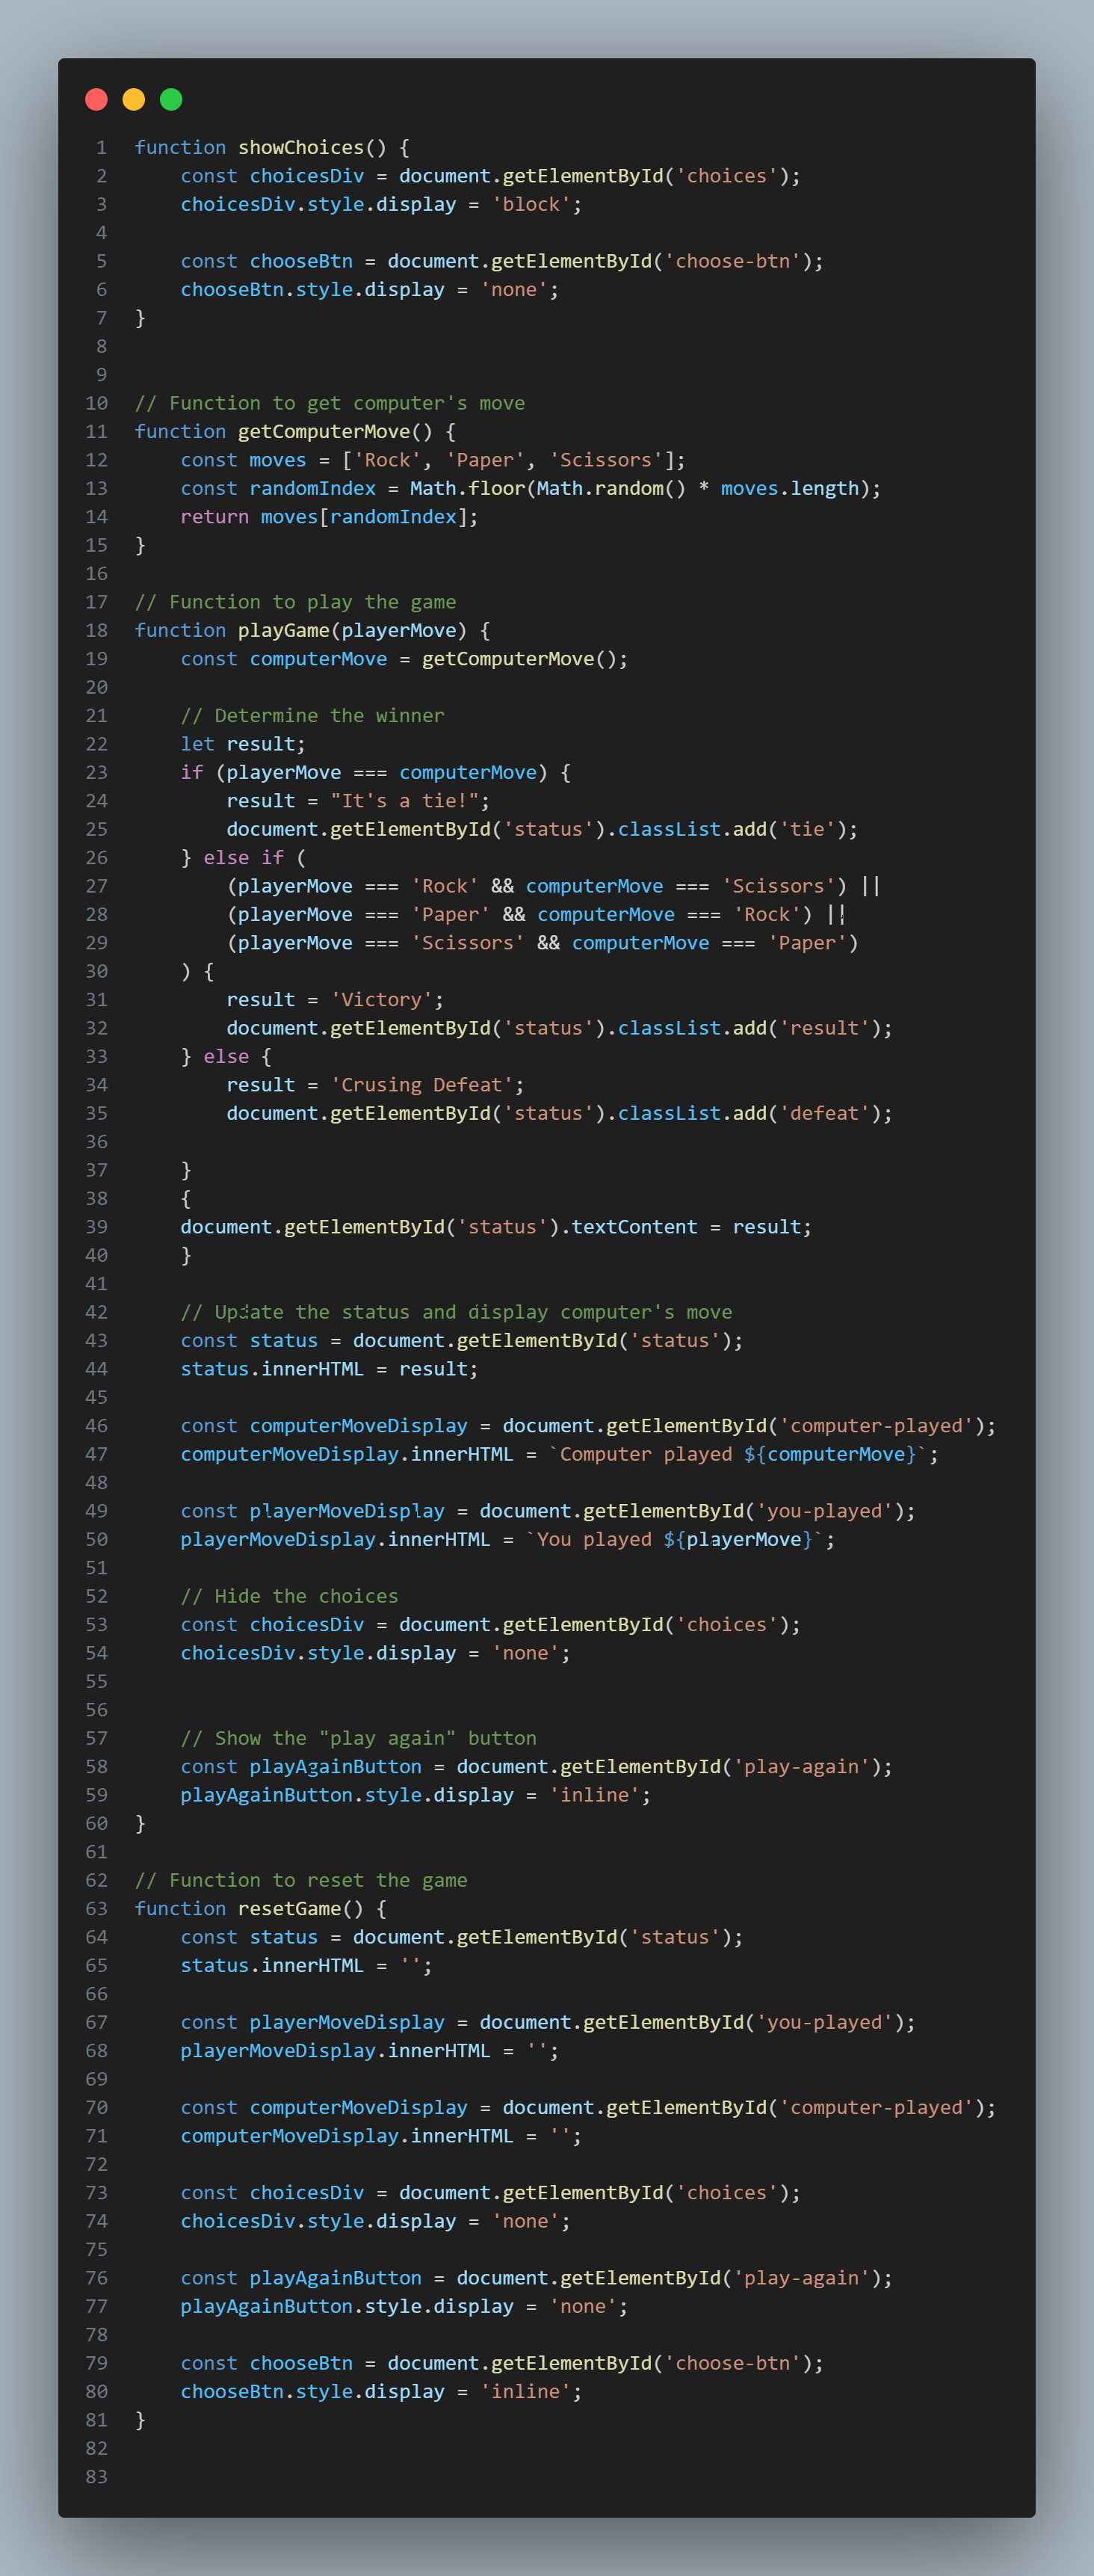 1 function showChoices() {
2     const choicesDiv = document.getElementById('choices');
3     choicesDiv.style.display = 'block';
4
5     const chooseBtn = document.getElementById('choose-btn');
6     chooseBtn.style.display = 'none';
7 }
8
9
10 // Function to get computer's move
11 function getComputerMove() {
12     const moves = ['Rock', 'Paper', 'Scissors'];
13     const randomIndex = Math.floor(Math.random() * moves.length);
14     return moves[randomIndex];
15 }
16
17 // Function to play the game
18 function playGame(playerMove) {
19     const computerMove = getComputerMove();
20
21     // Determine the winner
22     let result;
23     if (playerMove === computerMove) {
24         result = "It's a tie!";
25         document.getElementById('status').classList.add('tie');
26     } else if (
27         (playerMove === 'Rock' && computerMove === 'Scissors') ||
28         (playerMove === 'Paper' && computerMove === 'Rock') ||
29         (playerMove === 'Scissors' && computerMove === 'Paper')
30     ) {
31         result = 'Victory';
32         document.getElementById('status').classList.add('result');
33     } else {
34         result = 'Crusing Defeat';
35         document.getElementById('status').classList.add('defeat');
36
37     }
38     {
39     document.getElementById('status').textContent = result;
40     }
41
42     // Update the status and display computer's move
43     const status = document.getElementById('status');
44     status.innerHTML = result;
45
46     const computerMoveDisplay = document.getElementById('computer-played');
47     computerMoveDisplay.innerHTML = `Computer played ${computerMove}`;
48
49     const playerMoveDisplay = document.getElementById('you-played');
50     playerMoveDisplay.innerHTML = `You played ${playerMove}`;
51
52     // Hide the choices
53     const choicesDiv = document.getElementById('choices');
54     choicesDiv.style.display = 'none';
55
56
57     // Show the "play again" button
58     const playAgainButton = document.getElementById('play-again');
59     playAgainButton.style.display = 'inline';
60 }
61
62 // Function to reset the game
63 function resetGame() {
64     const status = document.getElementById('status');
65     status.innerHTML = '';
66
67     const playerMoveDisplay = document.getElementById('you-played');
68     playerMoveDisplay.innerHTML = '';
69
70     const computerMoveDisplay = document.getElementById('computer-played');
71     computerMoveDisplay.innerHTML = '';
72
73     const choicesDiv = document.getElementById('choices');
74     choicesDiv.style.display = 'none';
75
76     const playAgainButton = document.getElementById('play-again');
77     playAgainButton.style.display = 'none';
78
79     const chooseBtn = document.getElementById('choose-btn');
80     chooseBtn.style.display = 'inline';
81 }
82
83